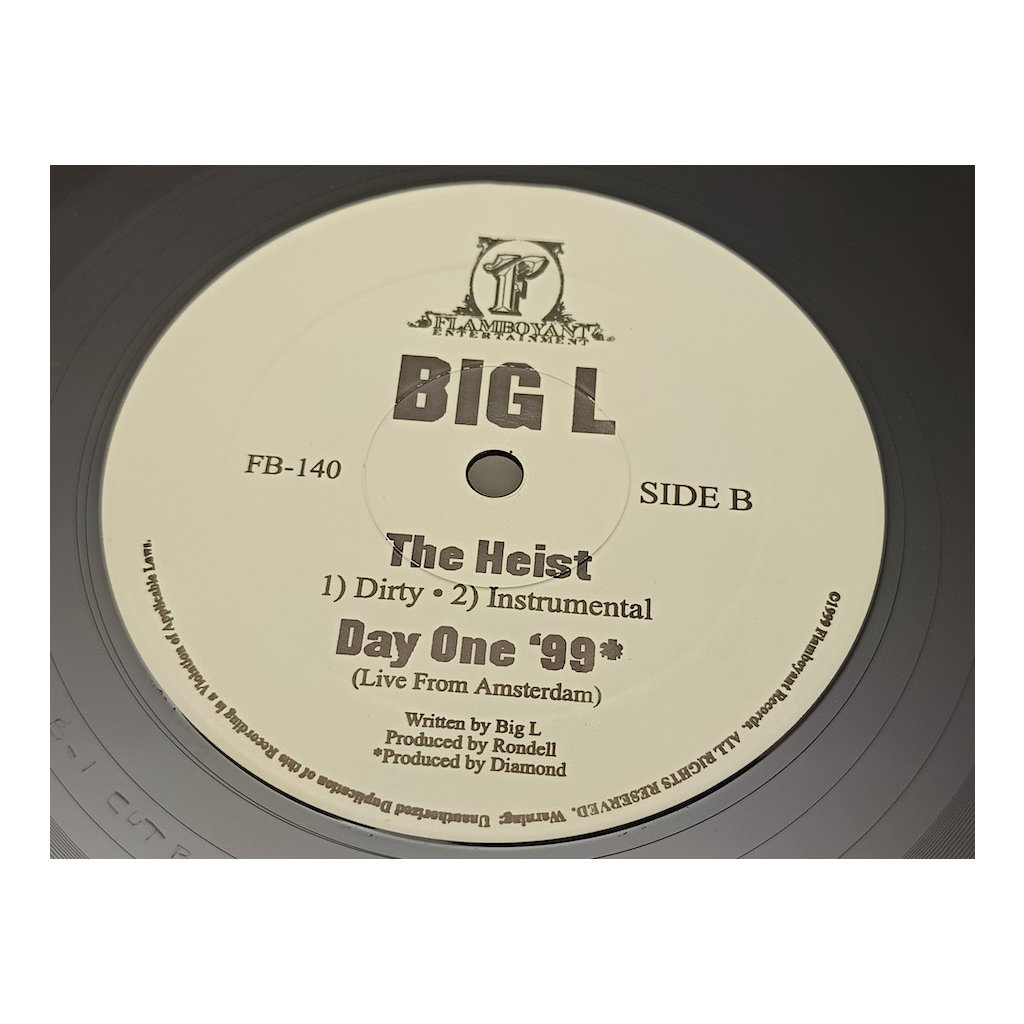 F
FLAMBOYANT
ENTERTAINMENT
BIG L
FB-140
SIDE B
The Heist
1) Dirty • 2) Instrumental
Day One ‘99*
(Live From Amsterdam)
Written by Big L
Produced by Rondell
*Produced by Diamond
©1999 Flamboyant Records. ALL RIGHTS RESERVED. Warning: Unauthorized Duplication of this Recording in a Violation of Applicable Laws.
CUT